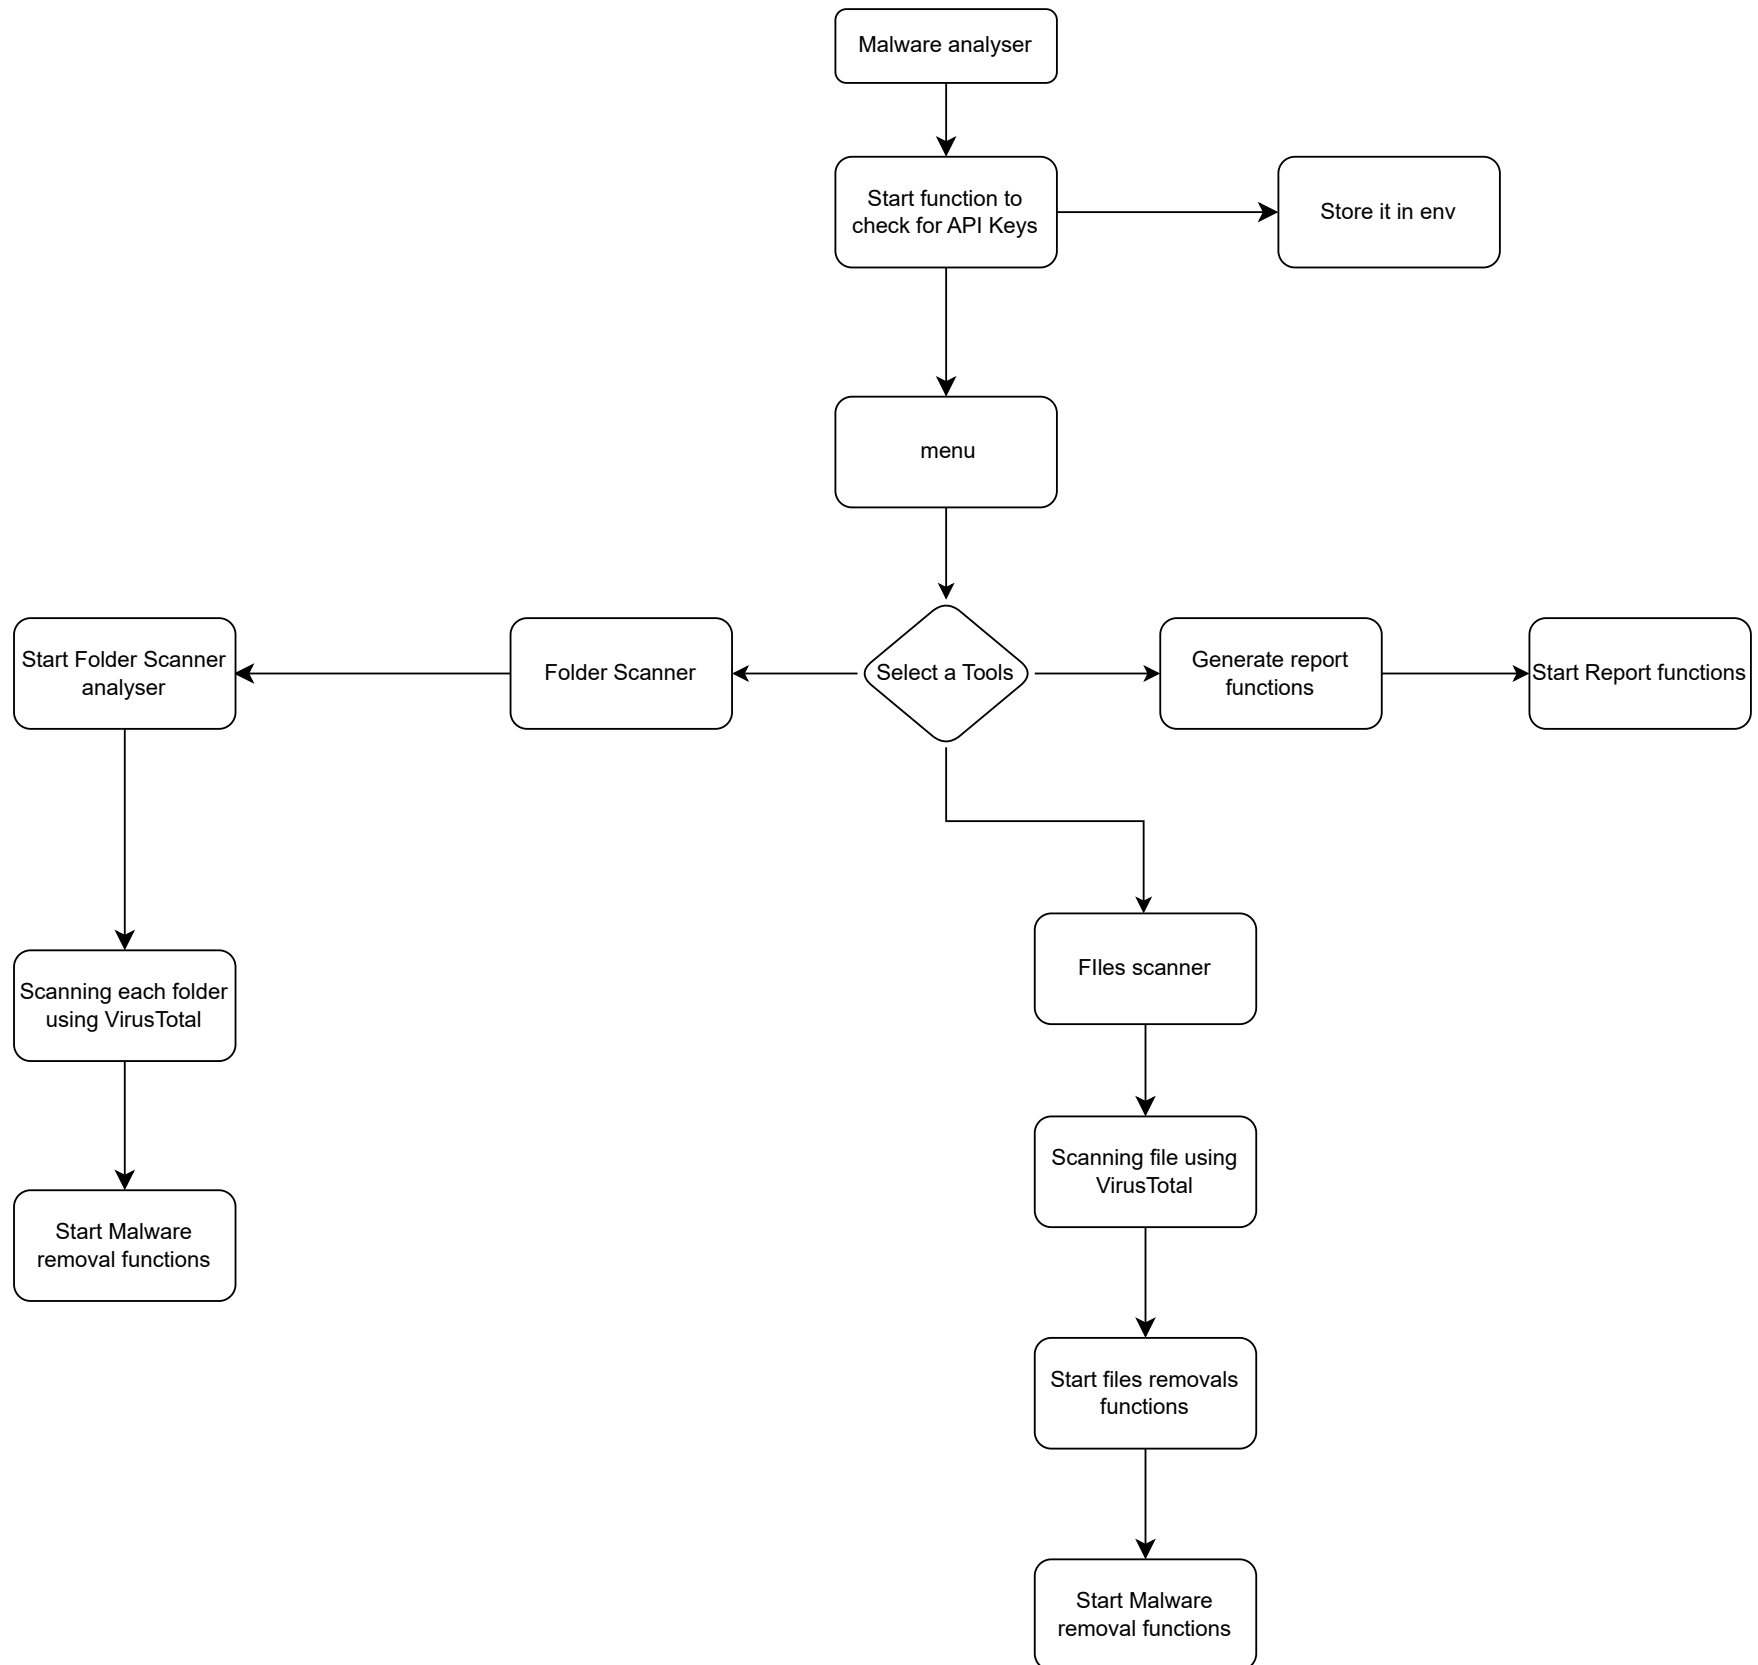 Malware analyser
Start function to
check for API Keys
Store it in env
menu
Select a Tools
Folder Scanner
Start Folder Scanner
analyser
Scanning each folder
using VirusTotal
Start Malware
removal functions
Generate report
functions
Start Report functions
FIles scanner
Scanning file using
VirusTotal
Start files removals
functions
Start Malware
removal functions